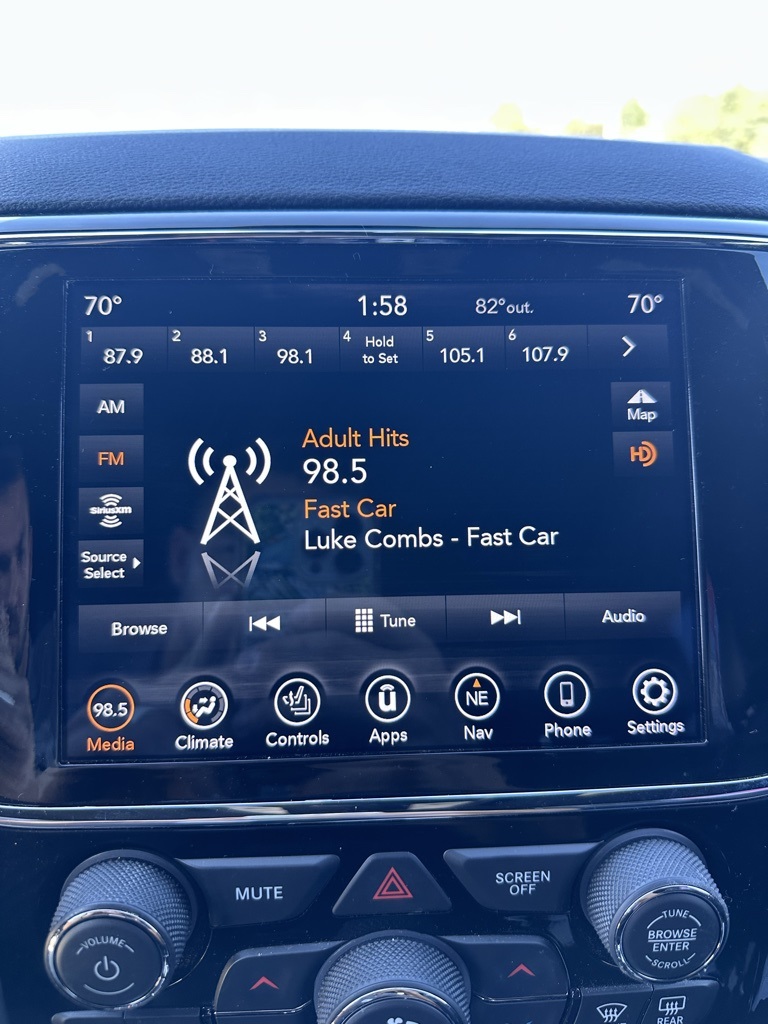 70° 1:58 82°out. 70°
1 87.9 2 88.1 3 98.1 4 Hold to Set 5 105.1 6 107.9
AM
Map
FM
HD
Adult Hits
98.5
Fast Car
Luke Combs - Fast Car
SiriusXM
Source
Select
Browse Tune Audio
98.5 NE
Media Climate Controls Apps Nav Phone Settings
MUTE
SCREEN
OFF
VOLUME
TUNE
BROWSE
ENTER
SCROLL
REAR